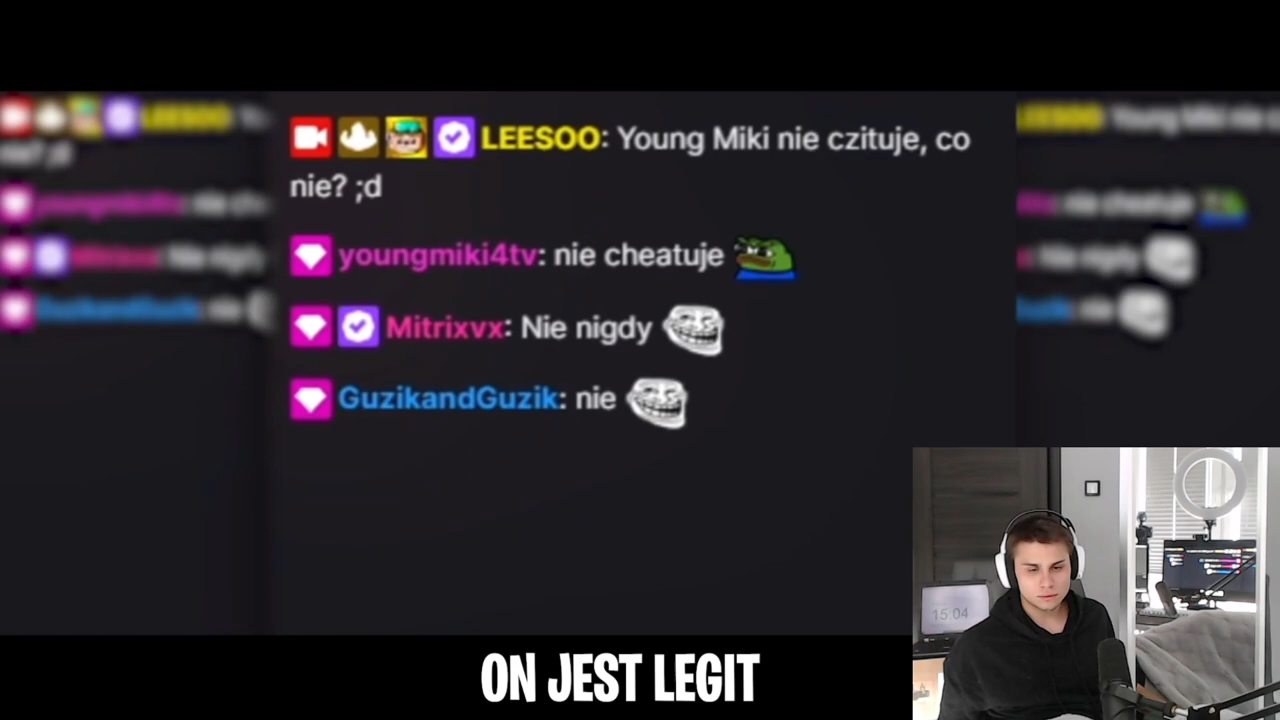 LEESOO: Young Miki nie czituje, co
nie? ;d
youngmiki4tv: nie cheatuje
Mitrixvx: Nie nigdy
GuzikandGuzik: nie
15:04
ON JEST LEGIT